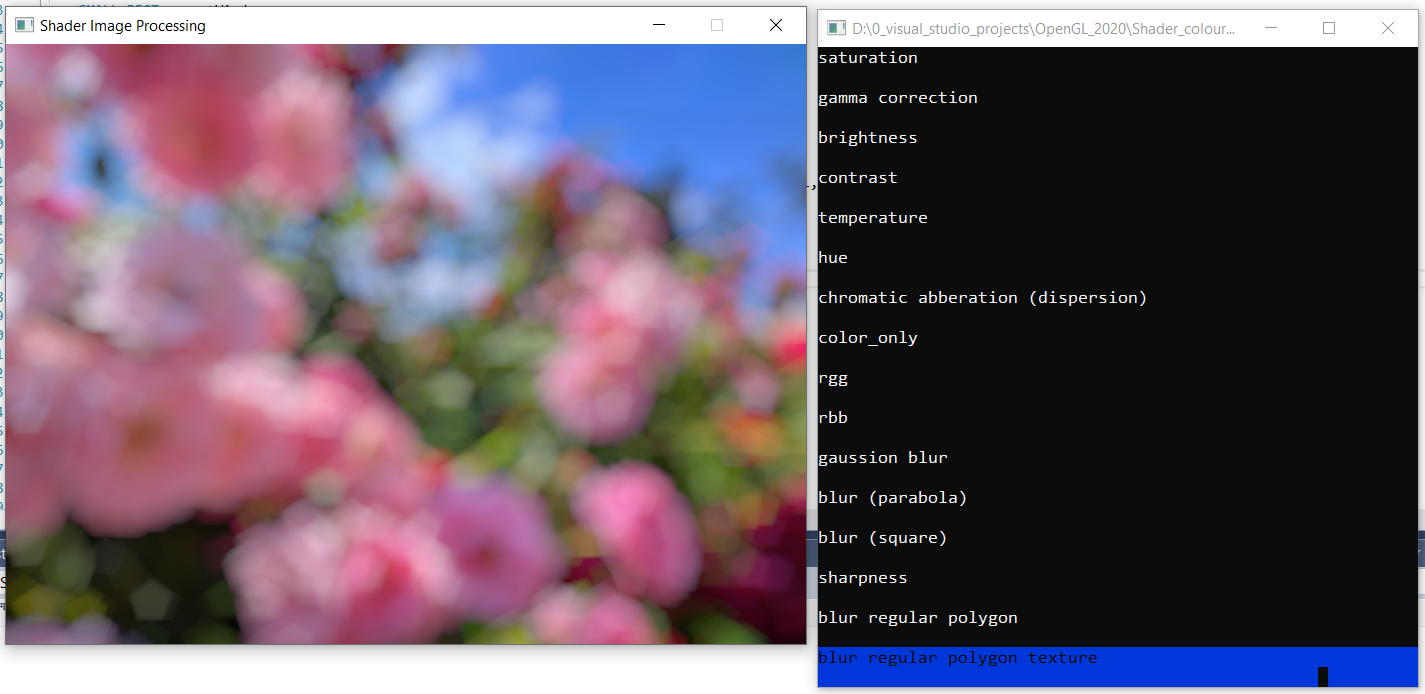 Shader Image Processing
D:\0_visual_studio_projects\OpenGL_2020\Shader_colour...
saturation
gamma correction
brightness
contrast
temperature
hue
chromatic abberation (dispersion)
color_only
rgg
rbb
gaussion blur
blur (parabola)
blur (square)
sharpness
blur regular polygon
blur regular polygon texture